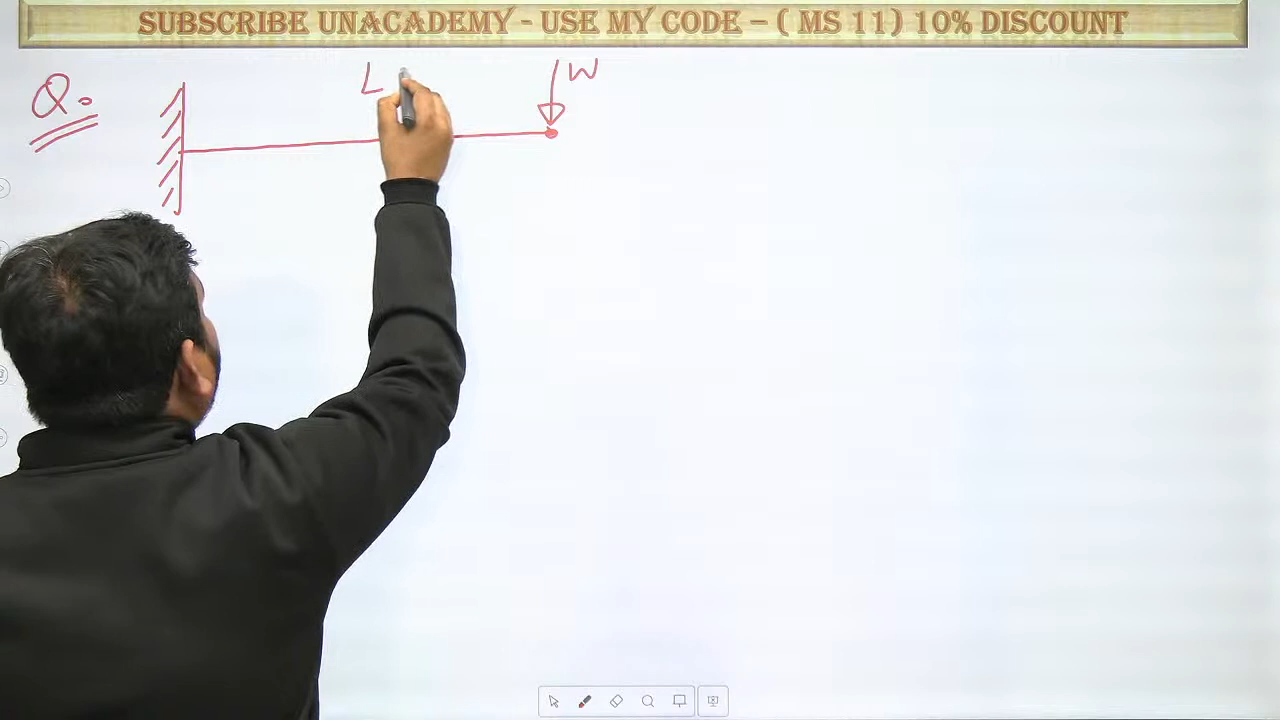 SUBSCRIBE UNACADEMY - USE MY CODE – ( MS 11) 10% DISCOUNT
Q.
L
W